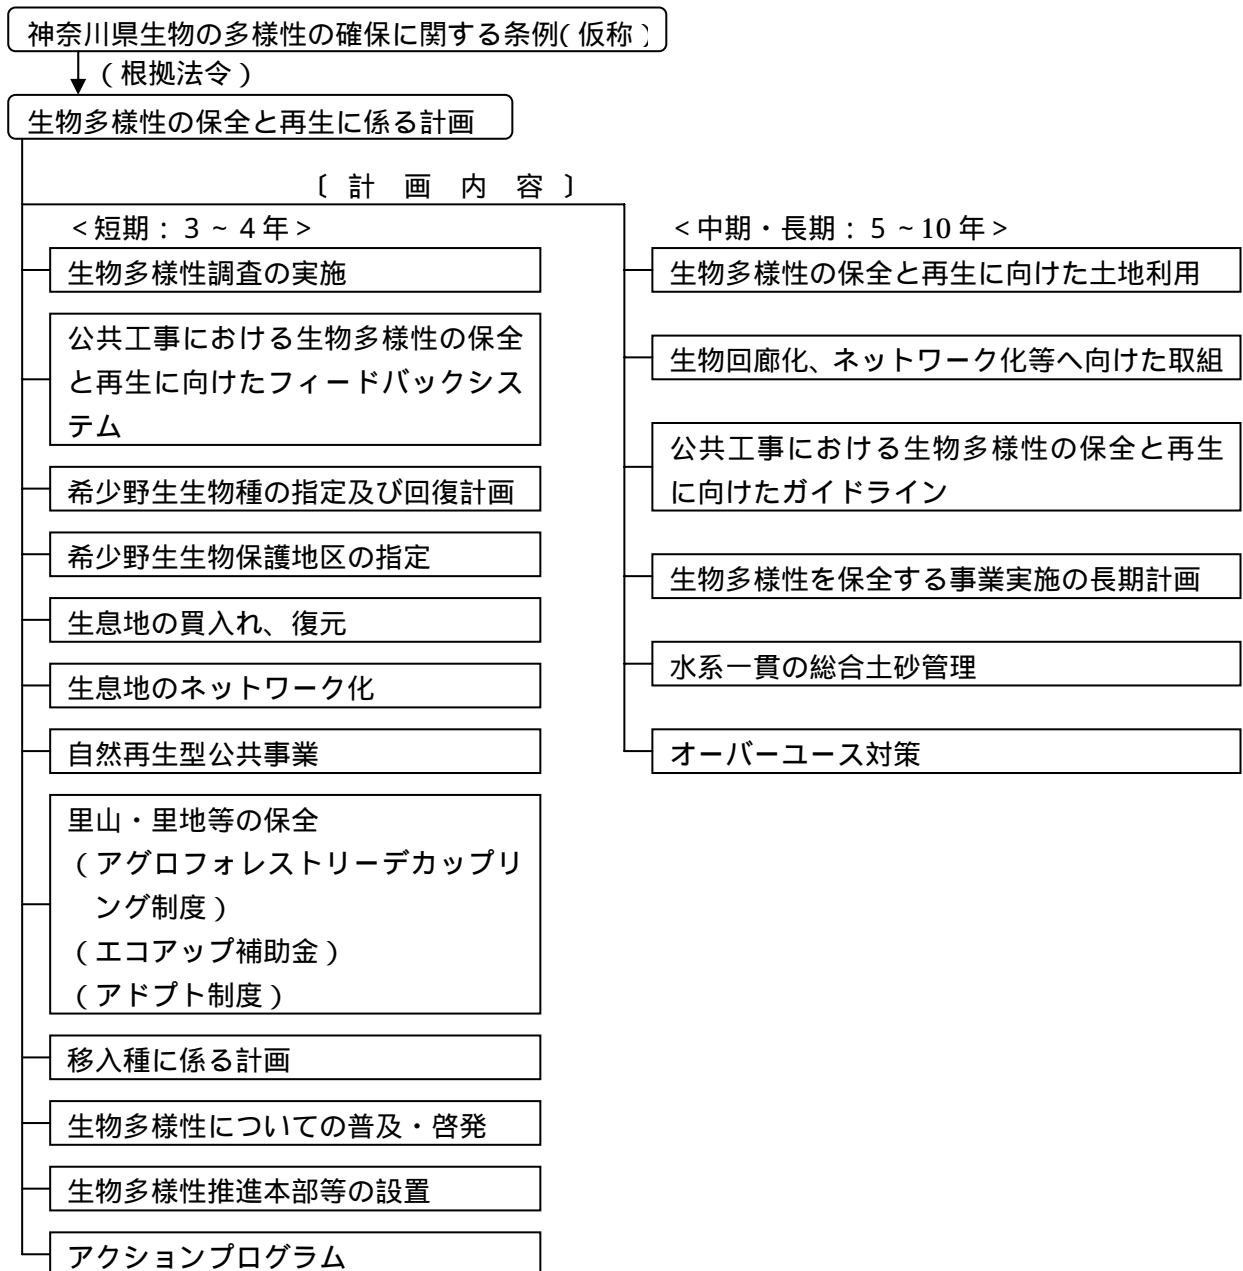 神奈川県生物の多様性の確保に関する条例(仮称)
(根拠法令)
生物多様性の保全と再生に係る計画
〔計画内容〕
<短期：3~4年>
生物多様性調査の実施
公共工事における生物多様性の保全
と再生に向けたフィードバックシス
テム
希少野生生物種の指定及び回復計画
希少野生生物保護地区の指定
生息地の買入れ、復元
生息地のネットワーク化
自然再生型公共事業
里山・里地等の保全
(アグロフォレストリーデカップリ
ング制度)
(エコアップ補助金)
(アドプト制度)
移入種に係る計画
生物多様性についての普及・啓発
生物多様性推進本部等の設置
アクションプログラム
<中期・長期：5~10年>
生物多様性の保全と再生に向けた土地利用
生物回廊化、ネットワーク化等へ向けた取組
公共工事における生物多様性の保全と再生
に向けたガイドライン
生物多様性を保全する事業実施の長期計画
水系一貫の総合土砂管理
オーバーユース対策